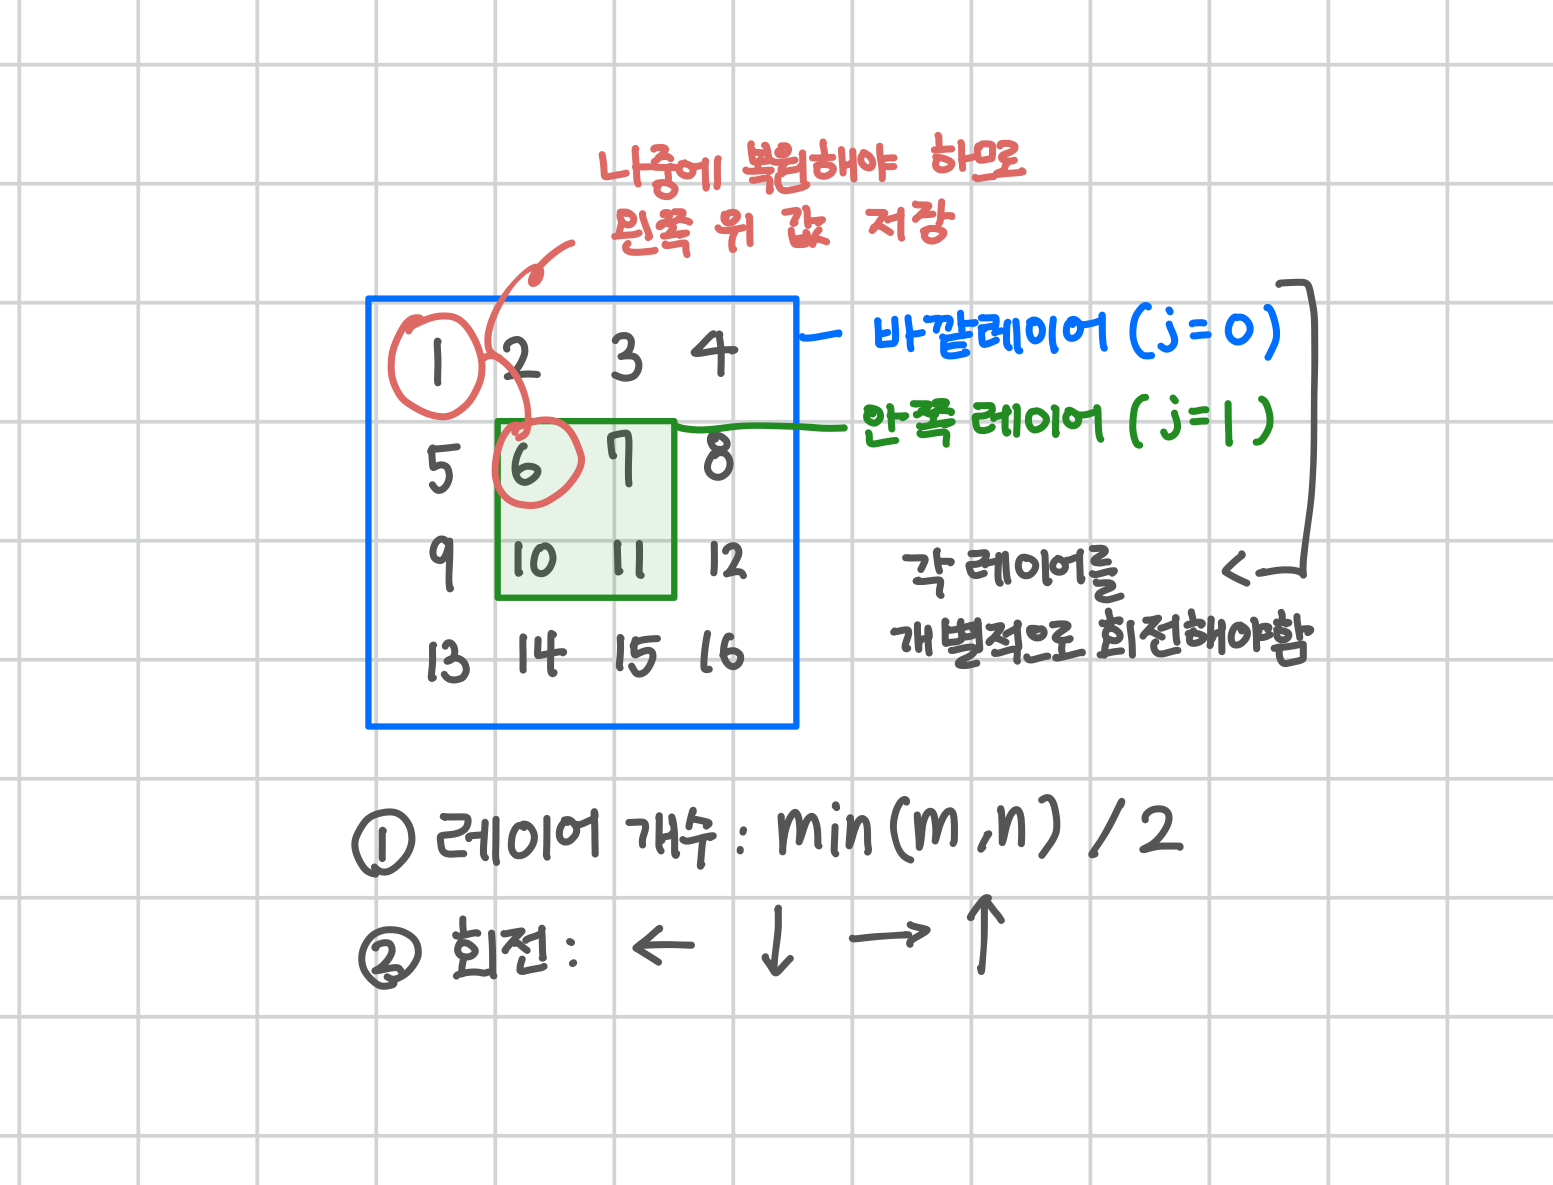 나중에 복원해야 하므로
왼쪽 위 값 저장
1 2 3 4
바깥레이어 (j=0)
안쪽 레이어 (j=1)
5 6 7 8
9 10 11 12
각 레이어를
개별적으로 회전해야함
13 14 15 16
① 레이어 개수: min(m,n) / 2
② 회전: ← ↓ → ↑